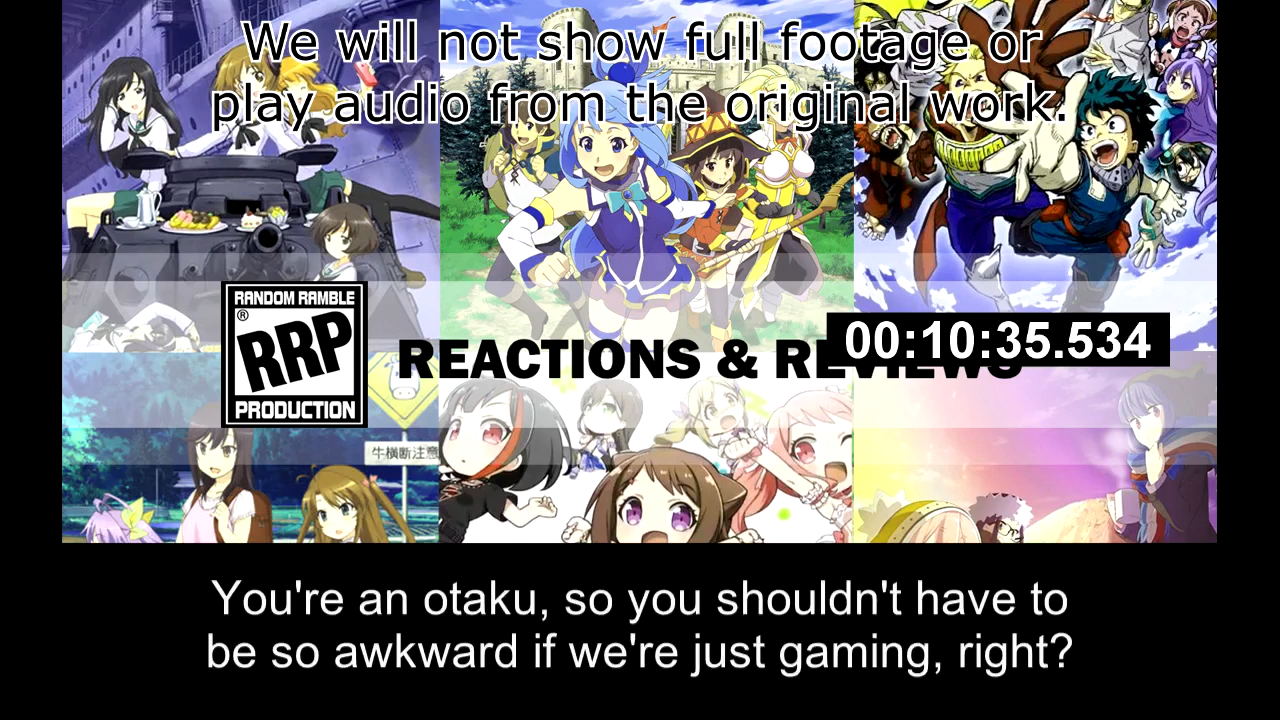 We will not show full footage or
play audio from the original work.
RANDOM RAMBLE
®
RRP
PRODUCTION
REACTIONS & REVIEWS
00:10:35.534
牛横断注意
You're an otaku, so you shouldn't have to
be so awkward if we're just gaming, right?